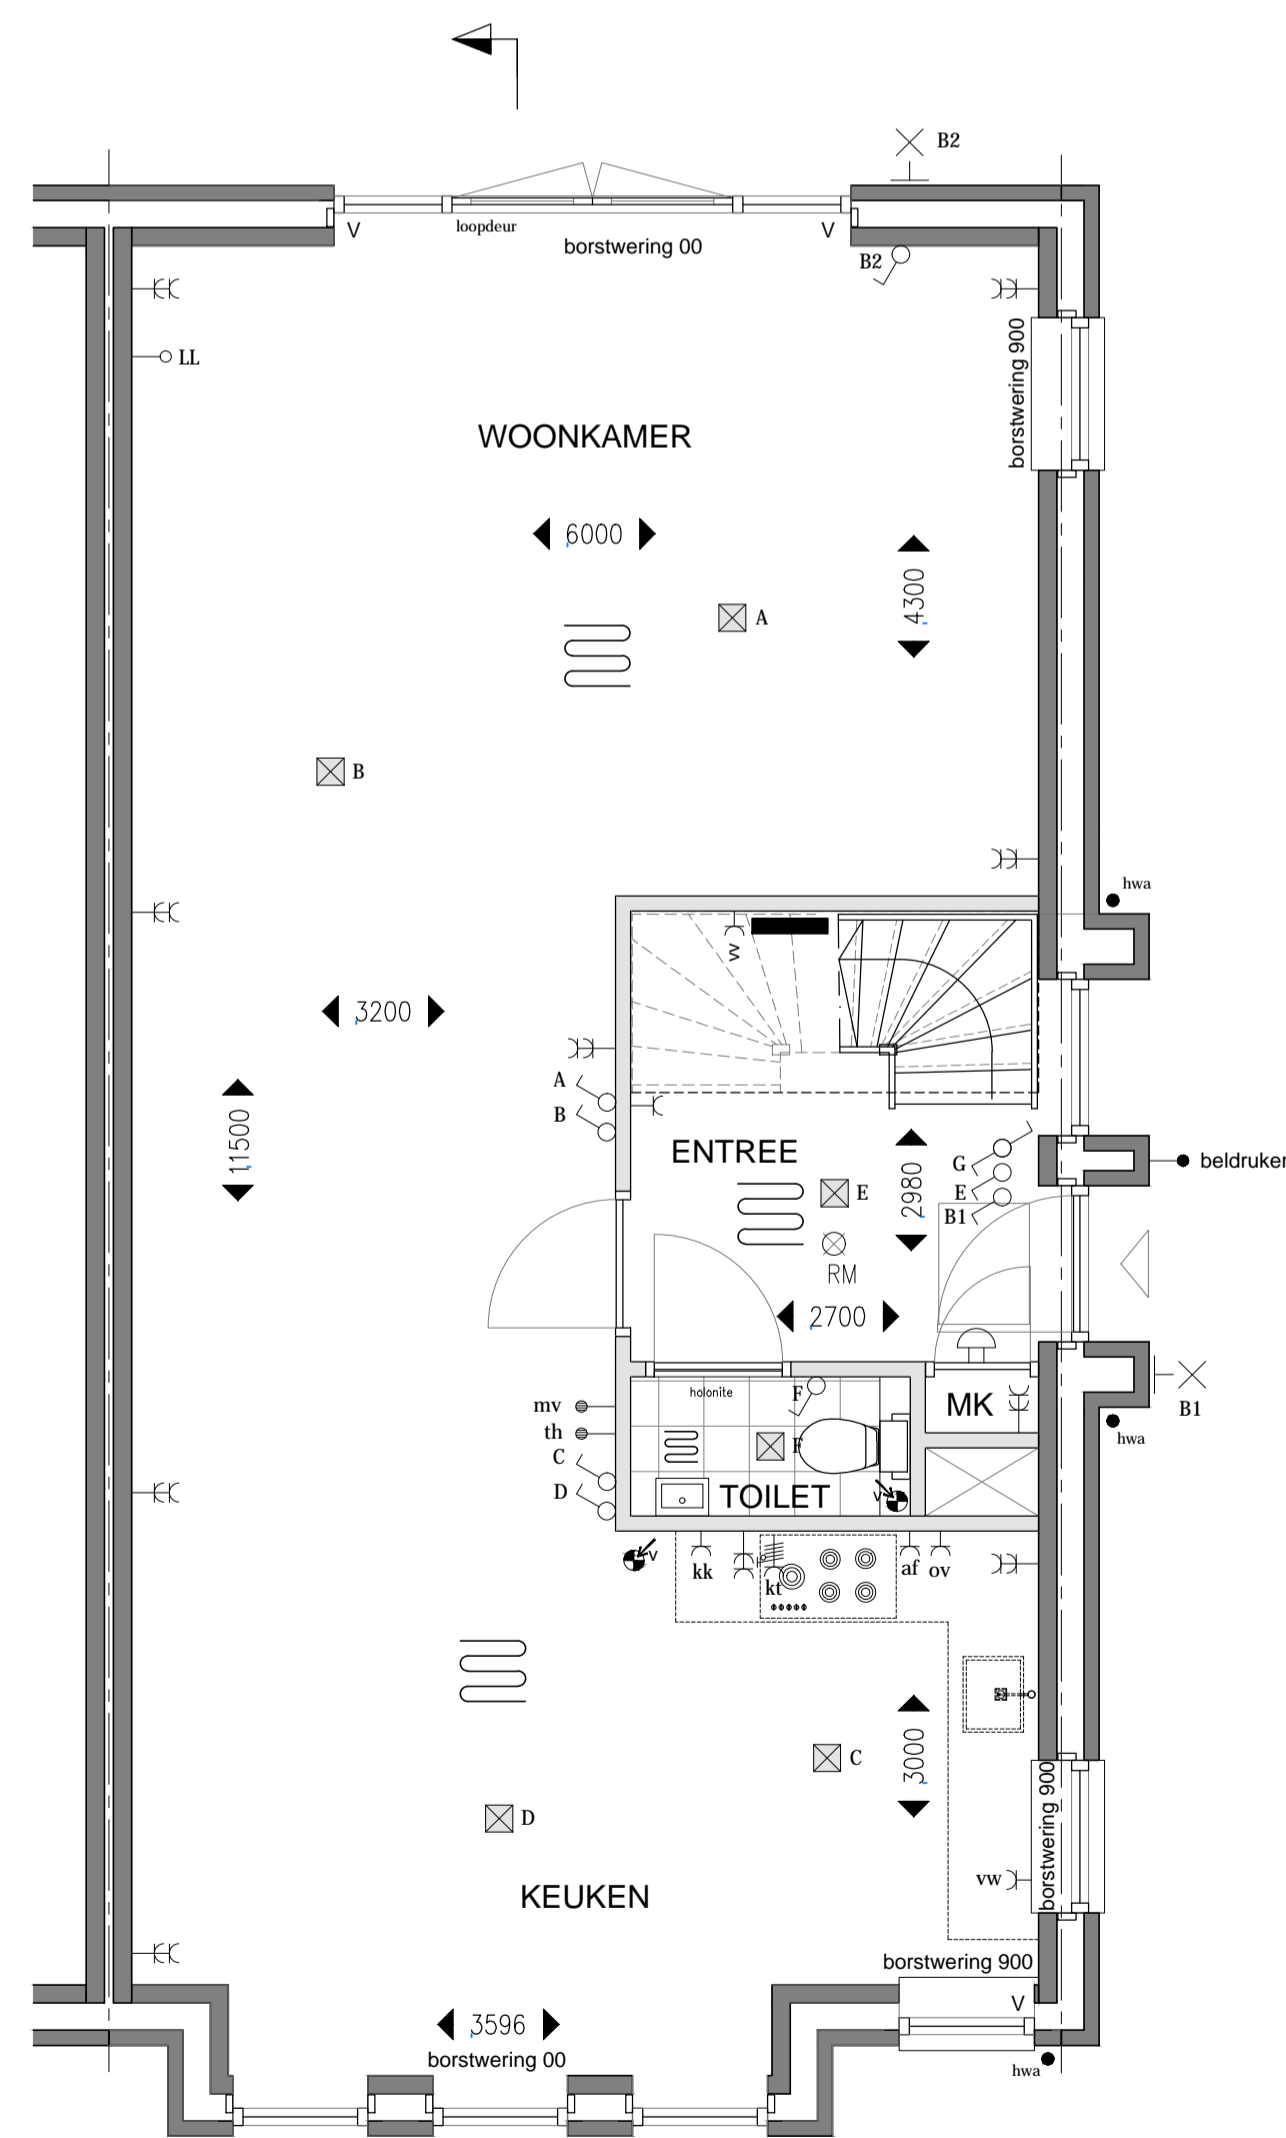 B2
V
loopdeur
V
borstwering 00
B2
borstwering 900
LL
WOONKAMER
6000
4300
A
B
hwa
vv
3200
A
B
11500
ENTREE
G
E
B1
2980
E
RM
beldrukker
2700
holonite
F
MK
B1
mv
th
hwa
C
D
F
TOILET
v
v
kk
kt
af
ov
C
3000
D
borstwering 900
vw
KEUKEN
borstwering 900
V
3596
borstwering 00
hwa